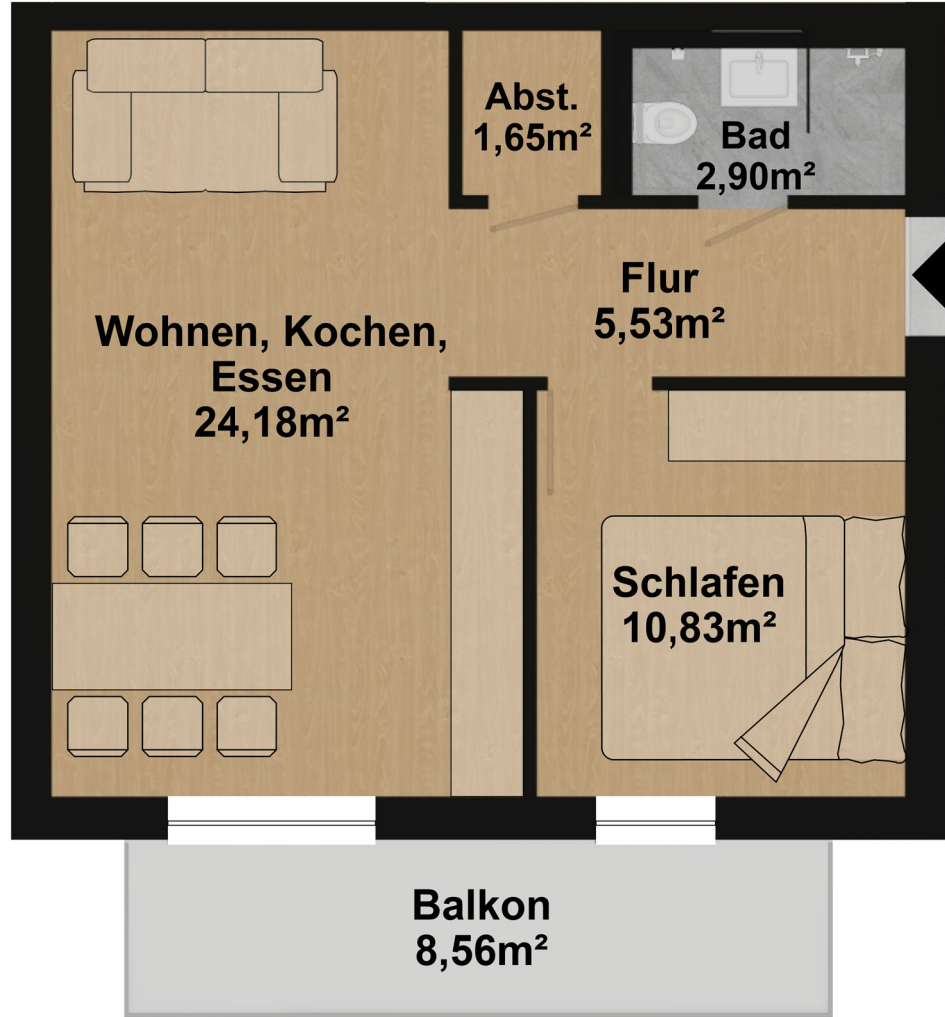 Abst.
1,65m²
Bad
2,90m²
Flur
5,53m²
Wohnen, Kochen,
Essen
24,18m²
Schlafen
10,83m²
Balkon
8,56m²